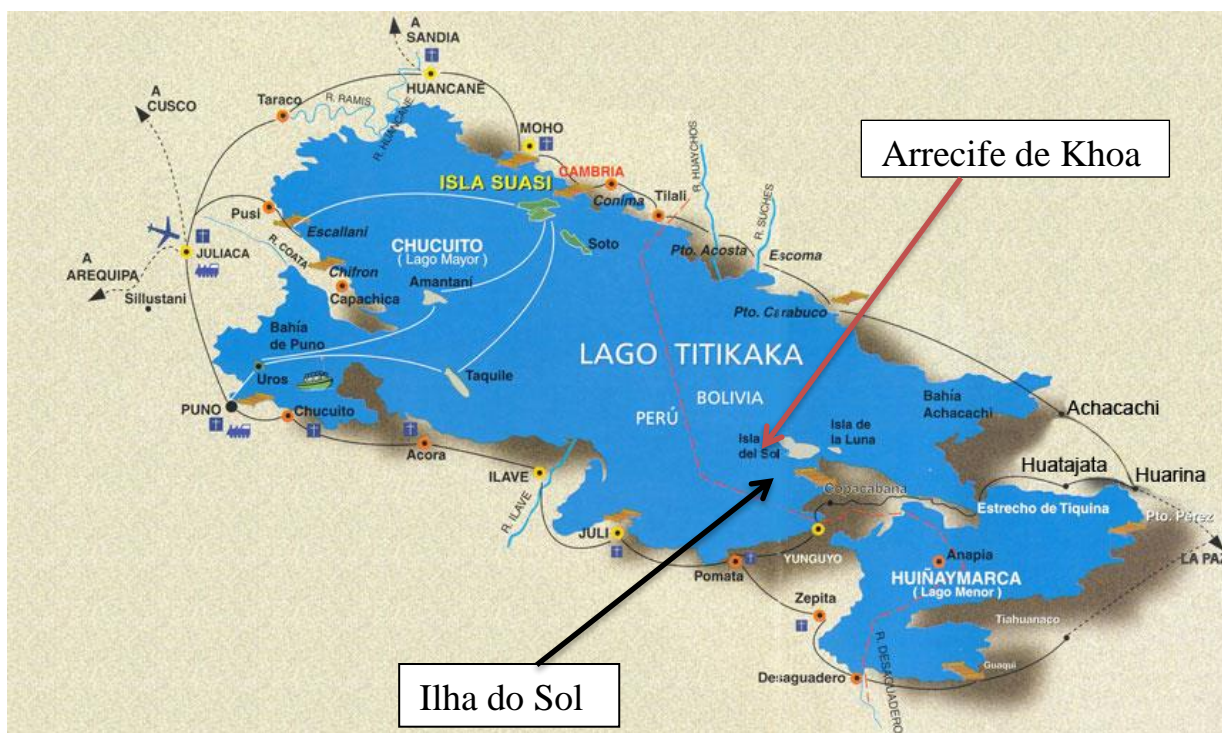 A
SANDIA
HUANCANÉ
A
CUSCO
Taraco
R. RAMIS
R. HUANCANE
MOHO
CAMBRIA
ISLA SUASI
Conima
Tilali
R. HUAYCHOS
R. SUCHES
Arrecife de Khoa
Pusi
Escallani
R. COATA
JULIACA
CHUCUITO
( Lago Mayor )
Soto
Pto. Acosta
Escoma
A
AREQUIPA
Sillustani
Chifron
Capachica
Amantaní
Pto. Carabuco
Bahía
de Puno
LAGO TITIKAKA
Uros
Taquile
BOLIVIA
PERÚ
Bahía
Achacachi
Achacachi
PUNO
Chucuito
Acora
Isla
del Sol
Isla de
la Luna
ILAVE
R. ILAVE
Huatajata
Huarina
Copacabana
Estrecho de Tiquina
Pto. Pérez
JULI
YUNGUYO
Anapia
LA PAZ
Pomata
HUIÑAYMARCA
( Lago Menor )
Zepita
Tiahuanaco
Guaqui
R. DESAGUADERO
Desaguadero
Ilha do Sol